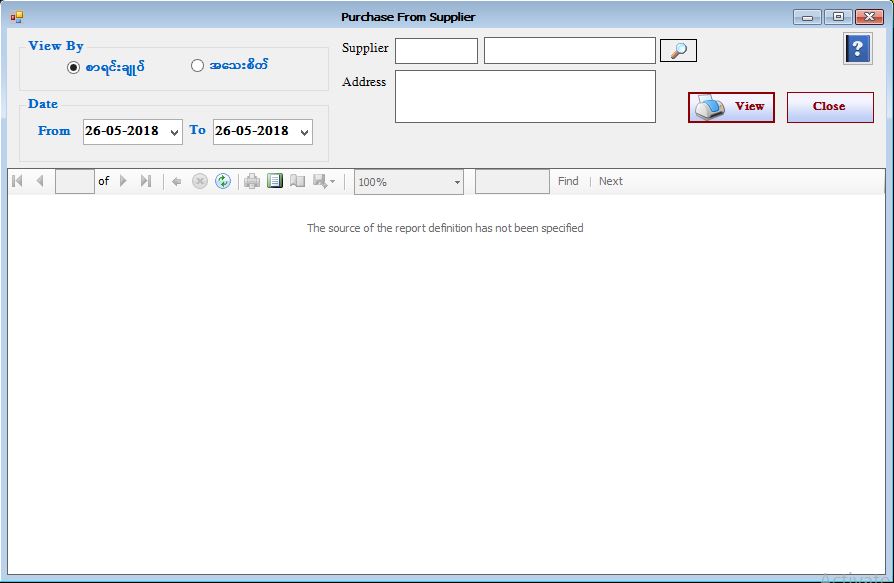 Purchase From Supplier
View By
စာရင်းချုပ် အသေးစိတ်
Supplier
Address
Date
From 26-05-2018 To 26-05-2018
?
View Close
of 100% Find | Next
The source of the report definition has not been specified
Activate